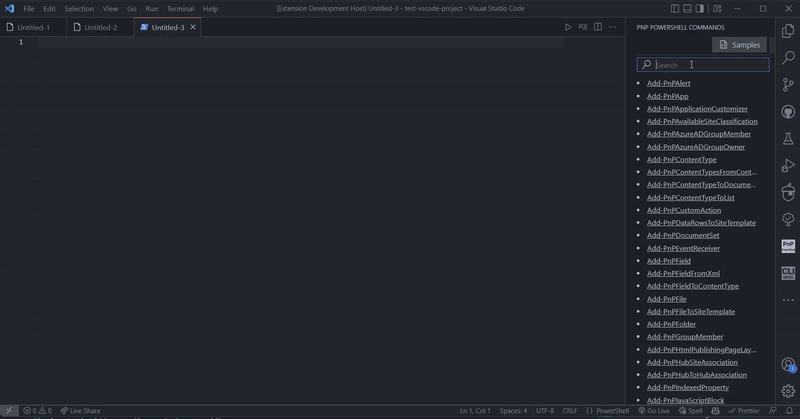 File Edit Selection View Go Run Terminal Help
[Extension Development Host] Untitled-3 - test-vscode-project - Visual Studio Code
Untitled-1
Untitled-2
Untitled-3
PNP POWERSHELL COMMANDS
1
Samples
Search
Add-PnPAlert
Add-PnPApp
Add-PnPApplicationCustomizer
Add-PnPAvailableSiteClassification
Add-PnPAzureADGroupMember
Add-PnPAzureADGroupOwner
Add-PnPContentType
Add-PnPContentTypesFromCont...
Add-PnPContentTypeToDocume...
Add-PnPContentTypeToList
Add-PnPCustomAction
Add-PnPDataRowsToSiteTemplate
Add-PnPDocumentSet
Add-PnPEventReceiver
Add-PnPField
Add-PnPFieldFromXml
Add-PnPFieldToContentType
Add-PnPFile
Add-PnPFileToSiteTemplate
Add-PnPFolder
Add-PnPGroupMember
Add-PnPHtmlPublishingPageLay...
Add-PnPHubSiteAssociation
Add-PnPHubToHubAssociation
Add-PnPIndexedProperty
Add-PnPJavaScriptBlock
PnP
CLI
1
0 0 Live Share
Ln 1, Col 1 Spaces: 4 UTF-8 CRLF { } PowerShell Go Live Spell Prettier